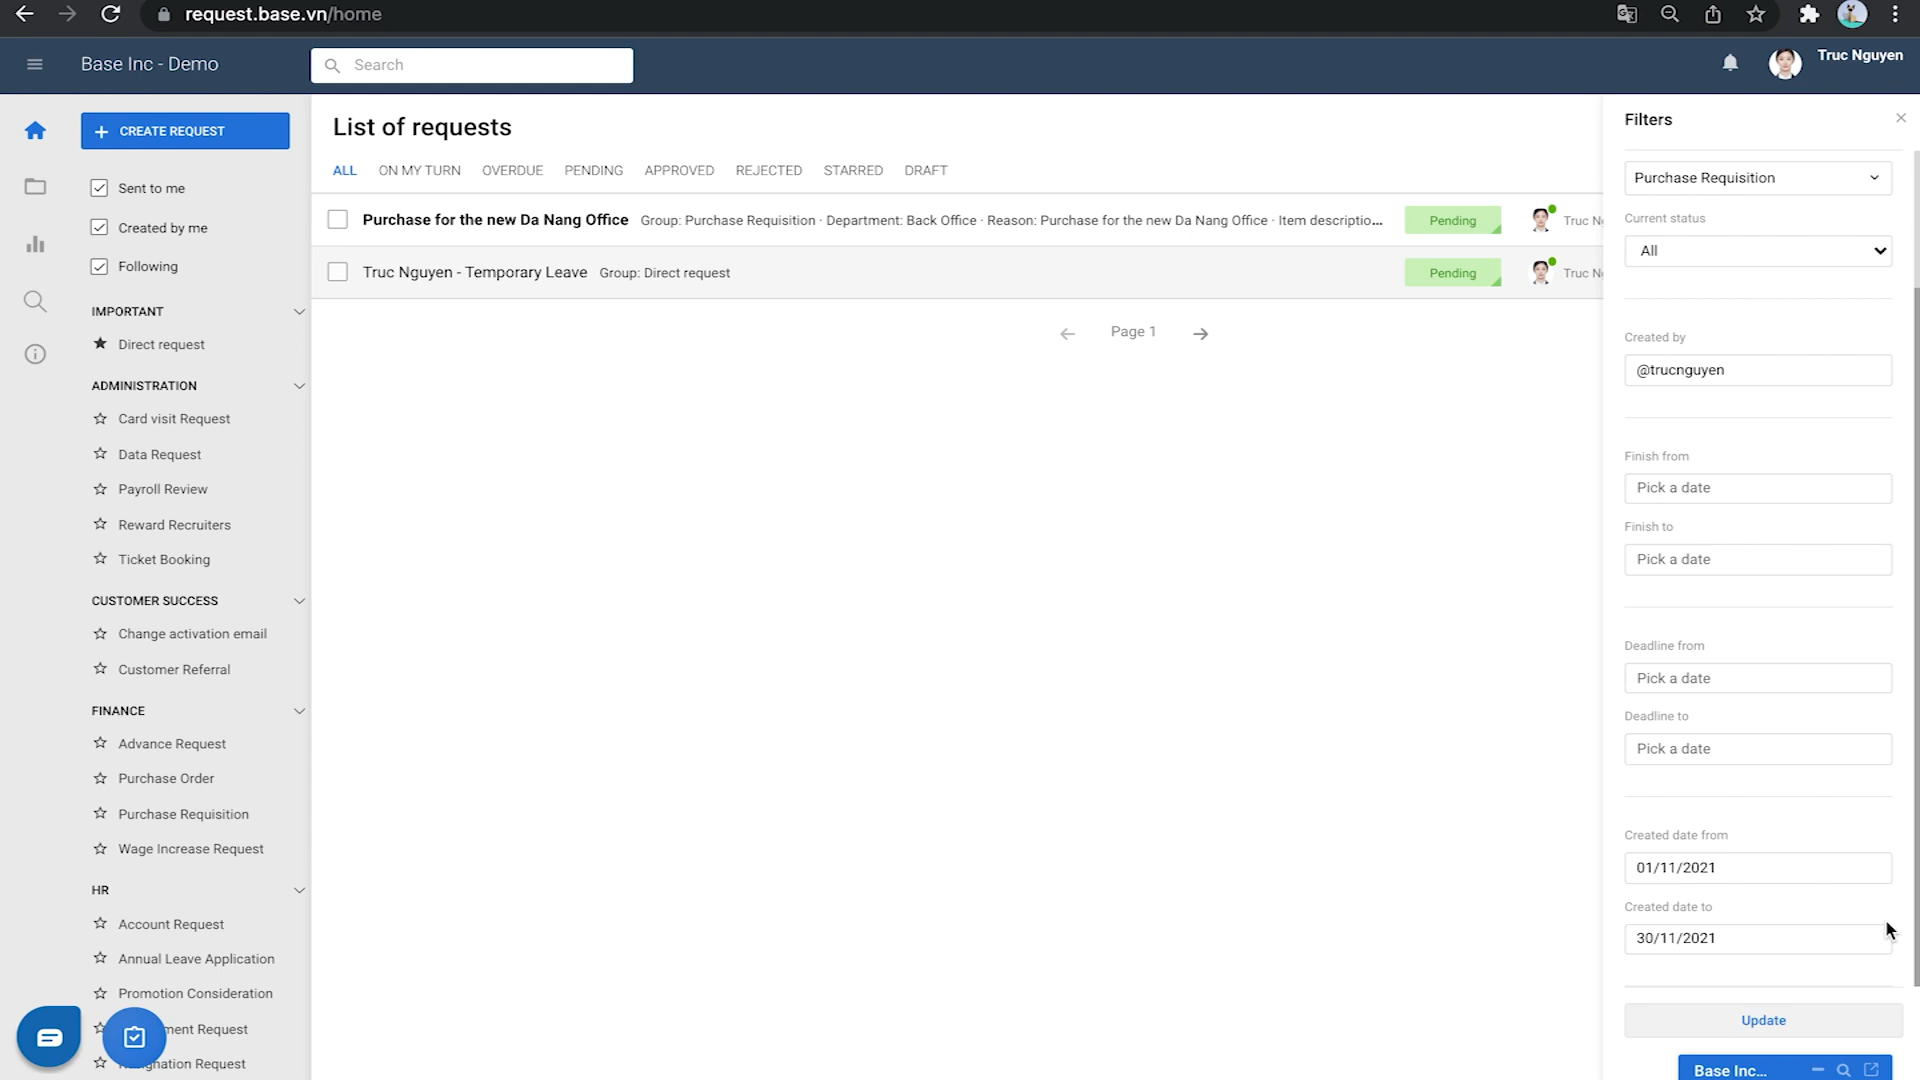 request.base.vn/home
Base Inc - Demo
Search
Truc Nguyen
CREATE REQUEST
Sent to me
Created by me
Following
IMPORTANT
Direct request
ADMINISTRATION
Card visit Request
Data Request
Payroll Review
Reward Recruiters
Ticket Booking
CUSTOMER SUCCESS
Change activation email
Customer Referral
FINANCE
Advance Request
Purchase Order
Purchase Requisition
Wage Increase Request
HR
Account Request
Annual Leave Application
Promotion Consideration
ment Request
gnation Request
List of requests
ALL ON MY TURN OVERDUE PENDING APPROVED REJECTED STARRED DRAFT
Purchase for the new Da Nang Office Group: Purchase Requisition · Department: Back Office · Reason: Purchase for the new Da Nang Office · Item descriptio... Pending Truc N
Truc Nguyen - Temporary Leave Group: Direct request Pending Truc N
Page 1
Filters
Purchase Requisition
Current status
All
Created by
@trucnguyen
Finish from
Pick a date
Finish to
Pick a date
Deadline from
Pick a date
Deadline to
Pick a date
Created date from
01/11/2021
Created date to
30/11/2021
Update
Base Inc...